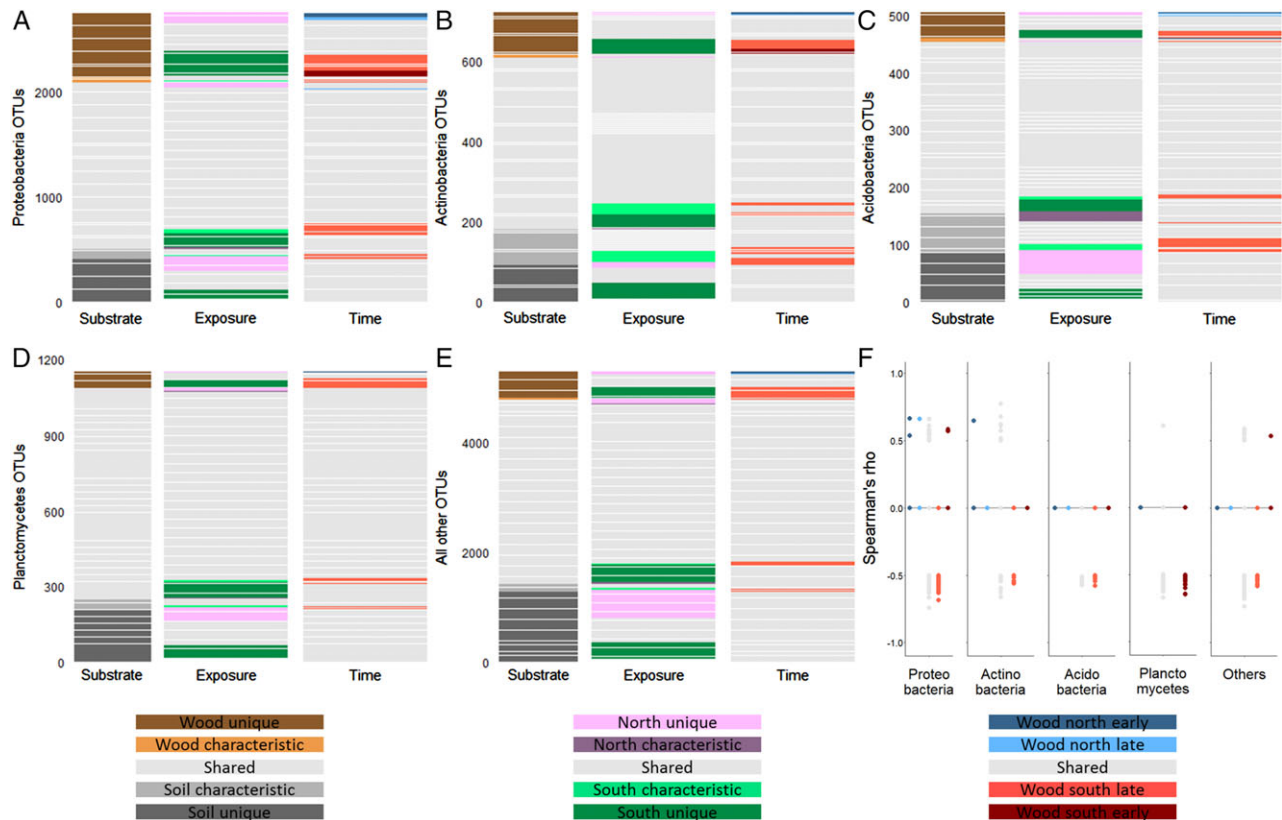 A
Proteobacteria OTUs
2000
1000
0
Substrate
Exposure
Time
B
Actinobacteria OTUs
600
400
200
0
Substrate
Exposure
Time
C
Acidobacteria OTUs
500
400
300
200
100
0
Substrate
Exposure
Time
D
Planctomycetes OTUs
1200
900
600
300
0
Substrate
Exposure
Time
E
All other OTUs
4000
2000
0
Substrate
Exposure
Time
F
Spearman's rho
1.0
0.5
0.0
-0.5
-1.0
Proteo
bacteria
Actino
bacteria
Acido
bacteria
Plancto
mycetes
Others
Wood unique
Wood characteristic
Shared
Soil characteristic
Soil unique
North unique
North characteristic
Shared
South characteristic
South unique
Wood north early
Wood north late
Shared
Wood south late
Wood south early